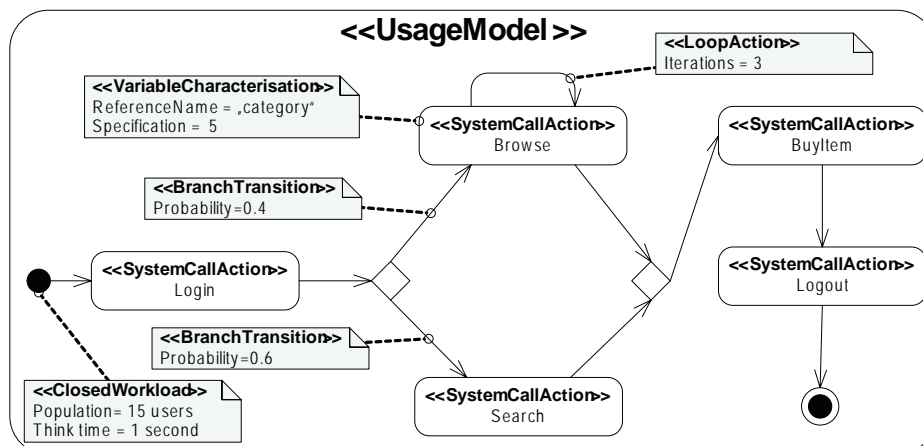 <<UsageModel>>
<<LoopAction>>
Iterations = 3
<<VariableCharacterisation>>
ReferenceName = „category“
Specification = 5
<<SystemCallAction>>
Browse
<<SystemCallAction>>
BuyItem
<<BranchTransition>>
Probability=0.4
<<SystemCallAction>>
Login
<<SystemCallAction>>
Logout
<<BranchTransition>>
Probability=0.6
<<ClosedWorkload>>
Population= 15 users
Think time = 1 second
<<SystemCallAction>>
Search